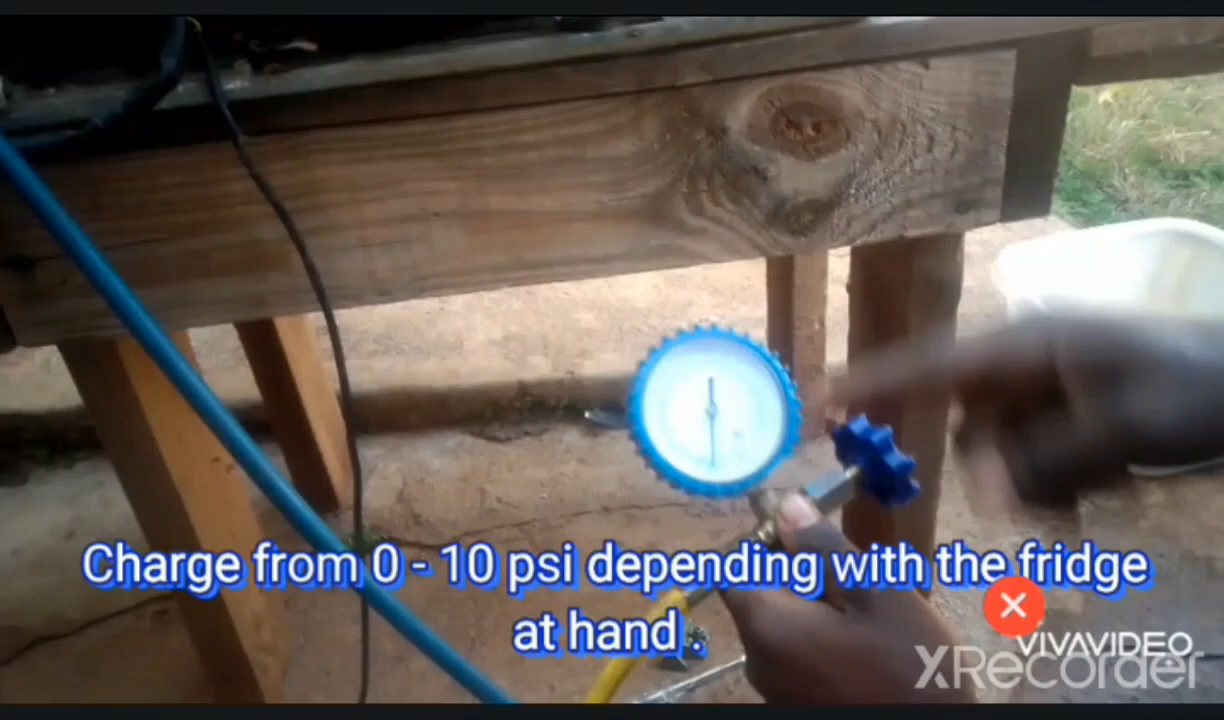 Charge from 0 - 10 psi depending with the fridge
at hand .
VIVAVIDEO
XRecorder